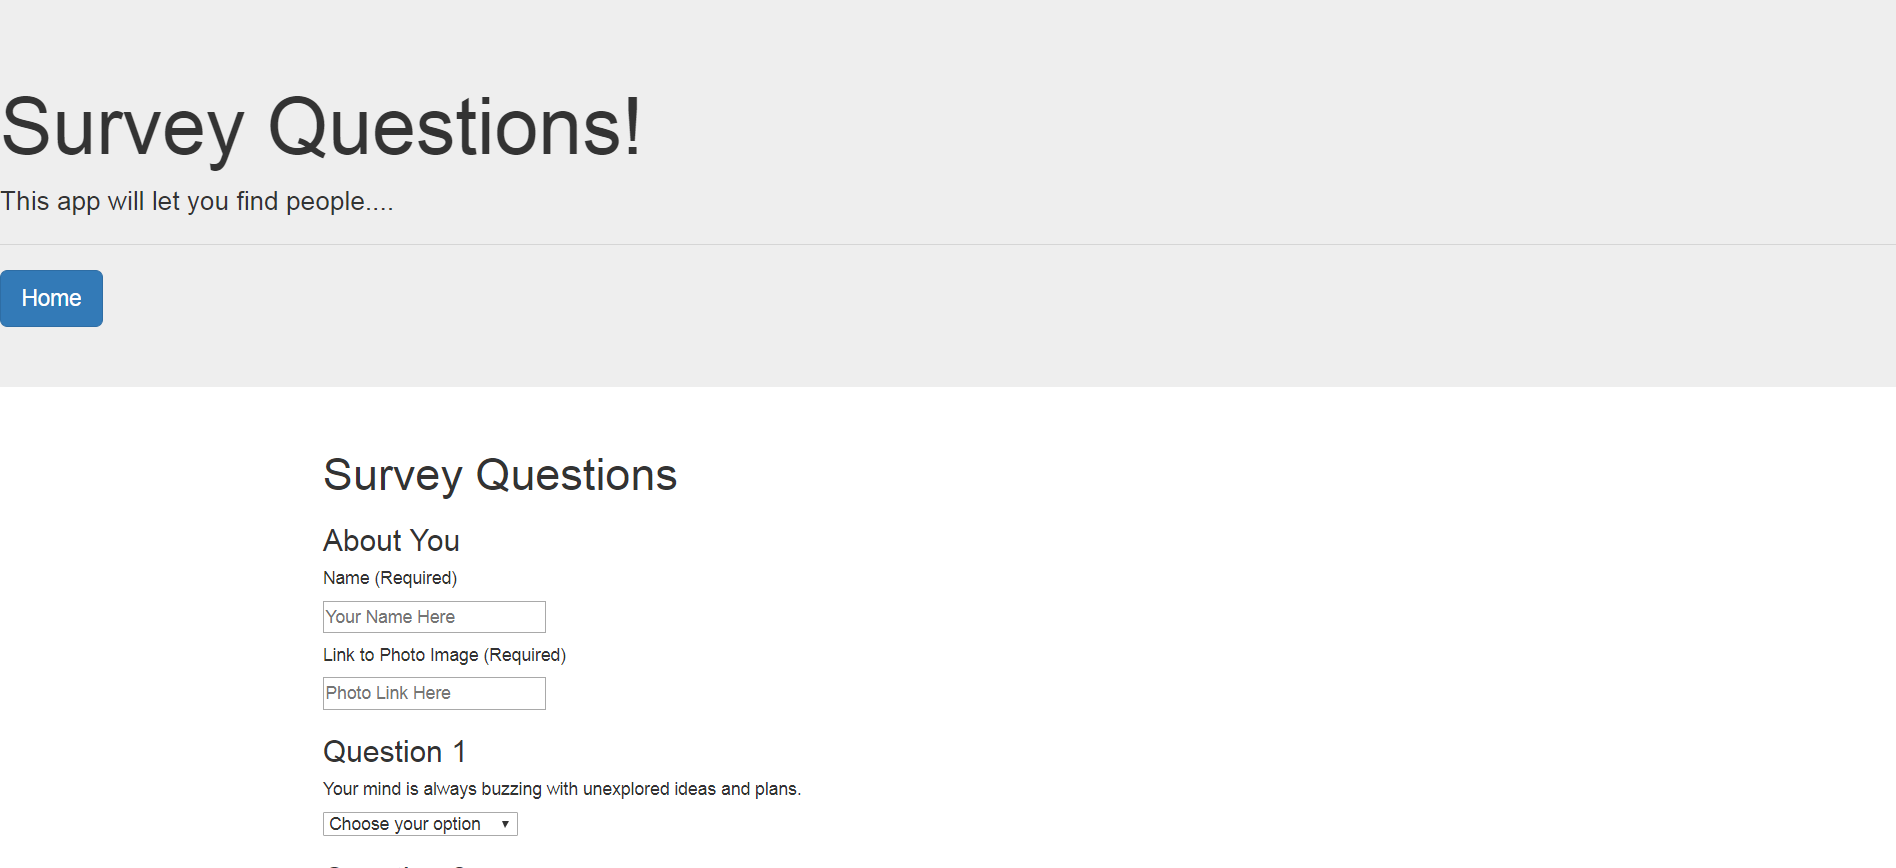 Survey Questions!
This app will let you find people....
Home
Survey Questions
About You
Name (Required)
Your Name Here
Link to Photo Image (Required)
Photo Link Here
Question 1
Your mind is always buzzing with unexplored ideas and plans.
Choose your option